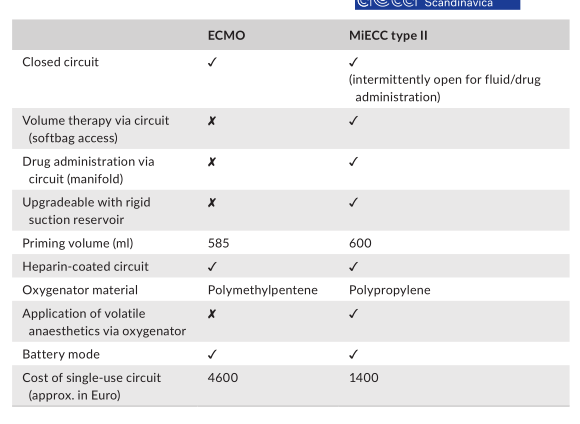 Scandinavica
ECMO MiECC type II
Closed circuit ✓ ✓
(intermittently open for fluid/drug
administration)
Volume therapy via circuit ✗ ✓
(softbag access)
Drug administration via ✗ ✓
circuit (manifold)
Upgradeable with rigid ✗ ✓
suction reservoir
Priming volume (ml) 585 600
Heparin-coated circuit ✓ ✓
Oxygenator material Polymethylpentene Polypropylene
Application of volatile ✗ ✓
anaesthetics via oxygenator
Battery mode ✓ ✓
Cost of single-use circuit 4600 1400
(approx. in Euro)